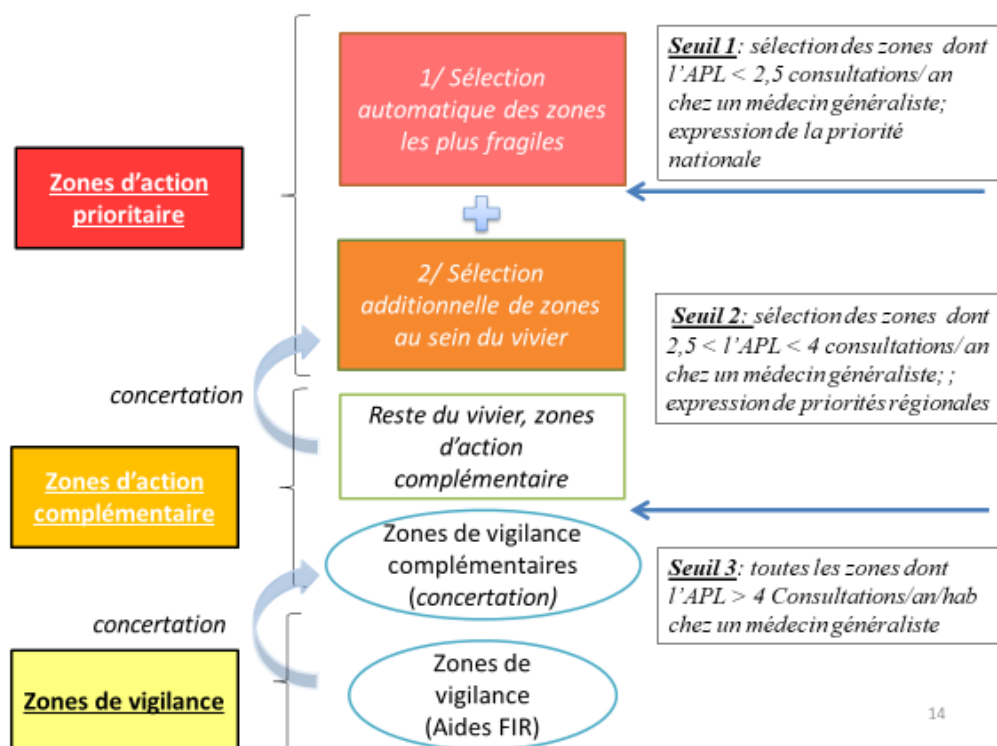 1/ Sélection
automatique des zones
les plus fragiles
Seuil 1: sélection des zones dont
l'APL < 2,5 consultations/an
chez un médecin généraliste;
expression de la priorité
nationale
Zones d'action
prioritaire
2/ Sélection
additionnelle de zones
au sein du vivier
Seuil 2: sélection des zones dont
2,5 < l'APL < 4 consultations/an
chez un médecin généraliste; ;
expression de priorités régionales
concertation
Reste du vivier, zones
d'action
complémentaire
Zones d'action
complémentaire
Zones de vigilance
complémentaires
(concertation)
Seuil 3: toutes les zones dont
l'APL > 4 Consultations/an/hab
chez un médecin généraliste
concertation
Zones de vigilance
Zones de
vigilance
(Aides FIR)
14